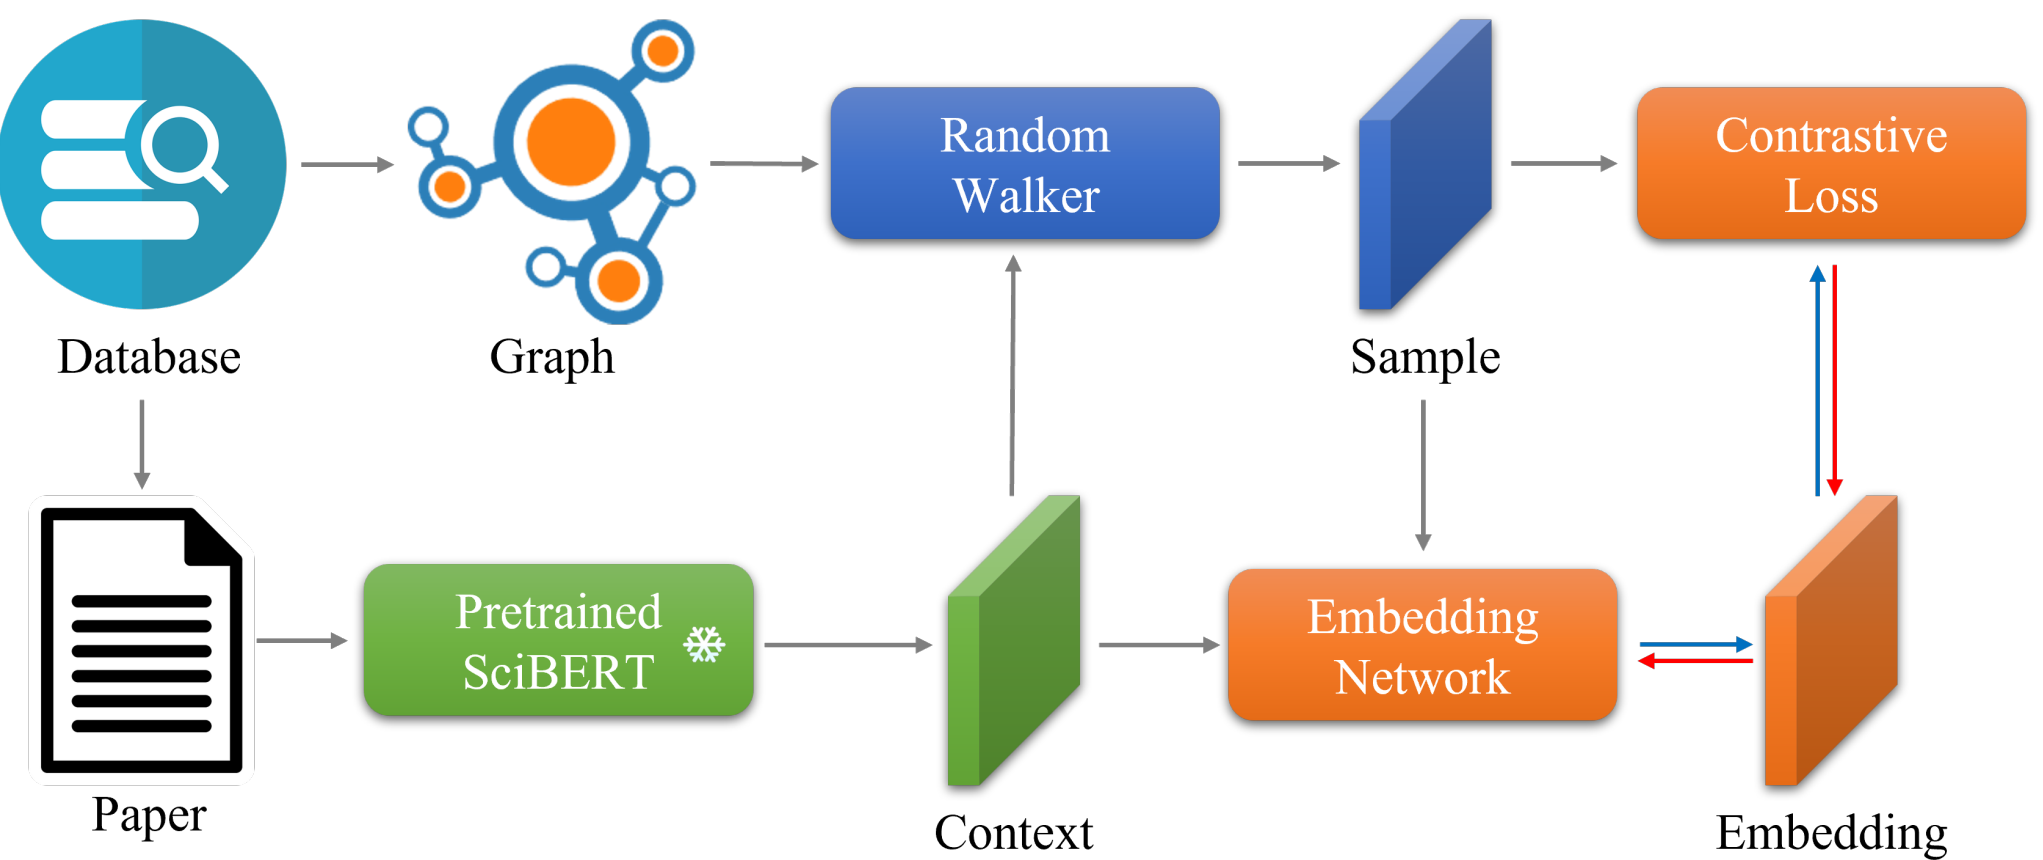 Random
Walker
Contrastive
Loss
Database
Graph
Sample
Pretrained
SciBERT
Embedding
Network
Paper
Context
Embedding